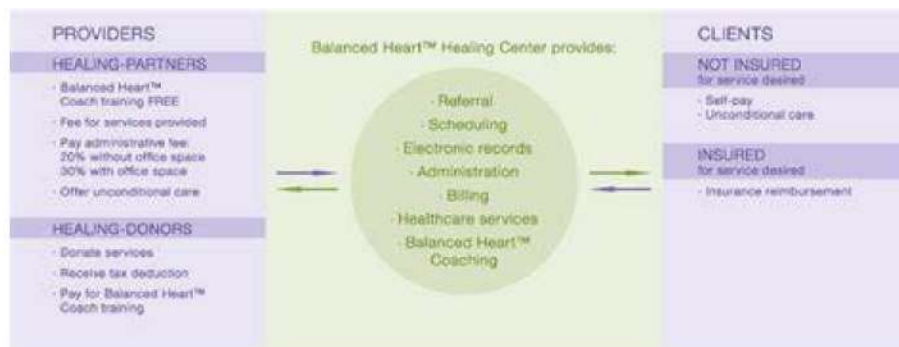 PROVIDERS
HEALING-PARTNERS
· Balanced Heart™
Coach training FREE
· Fee for services provided
· Pay administrative fee:
20% without office space
30% with office space
· Offer unconditional care
HEALING-DONORS
· Donate services
· Receive tax deduction
· Pay for Balanced Heart™
Coach training
Balanced Heart™ Healing Center provides:
· Referral
· Scheduling
· Electronic records
· Administration
· Billing
· Healthcare services
· Balanced Heart™
Coaching
CLIENTS
NOT INSURED
for service desired
· Self-pay
· Unconditional care
INSURED
for service desired
· Insurance reimbursement